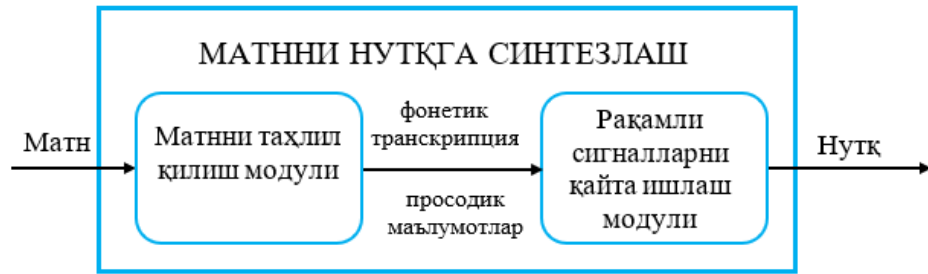 МАТННИ НУТҚГА СИНТЕЗЛАШ
Матн
Матнни таҳлил
қилиш модули
фонетик
транскрипция
просодик
маълумотлар
Рақамли
сигналларни
қайта ишлаш
модули
Нутқ